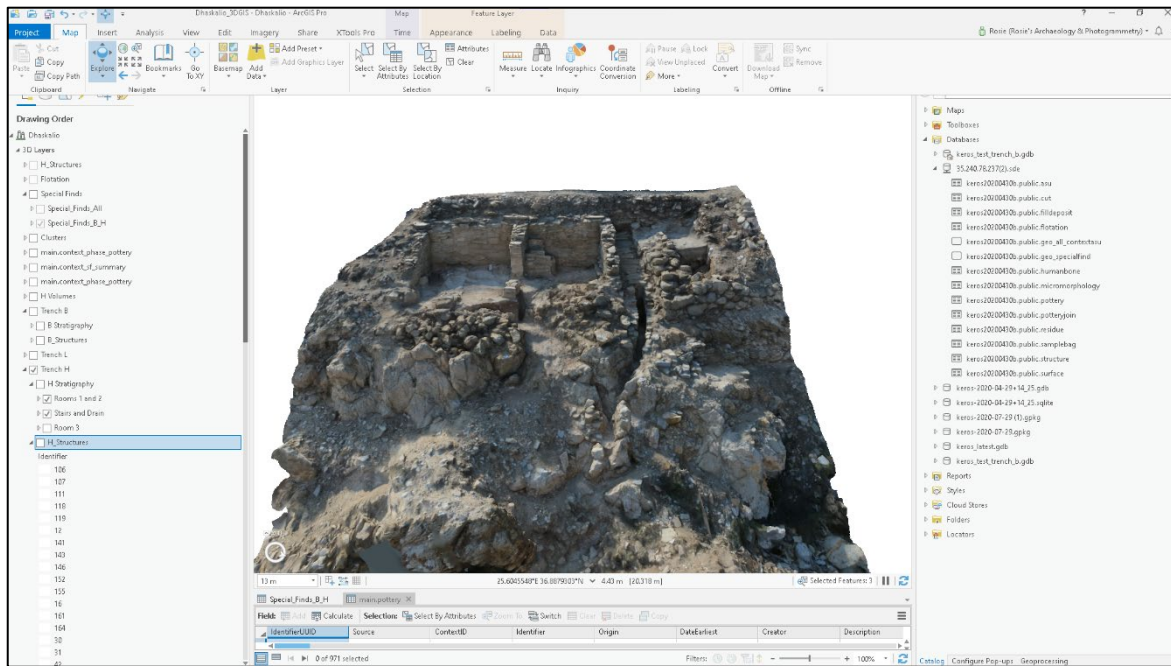 Dhaskalio_3DGIS - Dhaskalio - ArcGIS Pro
Map
Feature Layer
? — ✕
Project Map Insert Analysis View Edit Imagery Share XTools Pro Time Appearance Labeling Data
Rosie (Rosie's Archaeology & Photogrammetry)
Paste
Cut
Copy
Copy Path
Clipboard
Explore
Bookmarks
Go To XY
Navigate
Basemap
Add Data
Add Preset
Add Graphics Layer
Layer
Select
Select By Attributes
Select By Location
Attributes
Clear
Selection
Measure
Locate
Infographics
Coordinate Conversion
Inquiry
Pause
Lock
View Unplaced
More
Convert
Labeling
Download Map
Sync
Remove
Offline
Drawing Order
Dhaskalio
3D Layers
H_Structures
Flotation
Special Finds
Special_Finds_All
Special_Finds_B_H
Clusters
main.context_phase_pottery
main.context_sf_summary
main.context_phase_pottery
H Volumes
Trench B
B Stratigraphy
B_Structures
Trench L
Trench H
H Stratigraphy
Rooms 1 and 2
Stairs and Drain
Room 3
H_Structures
Identifier
106
107
111
118
119
12
141
143
146
152
155
16
161
164
30
31
13 m
25.6045548°E 36.8879303°N
4.43 m (20.318 m)
Selected Features: 3
Special_Finds_B_H
main.pottery
Field: Add Calculate Selection: Select By Attributes Zoom To Switch Clear Delete Copy
IdentifierUUID Source ContextID Identifier Origin DateEarliest Creator Description
0 of 971 selected
Filters:
100%
Maps
Toolboxes
Databases
keros_test_trench_b.gdb
35.240.78.237(2).sde
keros20200430b.public.asu
keros20200430b.public.cut
keros20200430b.public.filldeposit
keros20200430b.public.flotation
keros20200430b.public.geo_all_contextasu
keros20200430b.public.geo_specialfind
keros20200430b.public.humanbone
keros20200430b.public.micromorphology
keros20200430b.public.pottery
keros20200430b.public.potteryjoin
keros20200430b.public.residue
keros20200430b.public.samplebag
keros20200430b.public.structure
keros20200430b.public.surface
keros-2020-04-29+14_25.gdb
keros-2020-04-29+14_25.sqlite
keros-2020-07-29 (1).gpkg
keros-2020-07-29.gpkg
keros_latest.gdb
keros_test_trench_b.gdb
Reports
Styles
Cloud Stores
Folders
Locators
Catalog Configure Pop-ups Geoprocessing